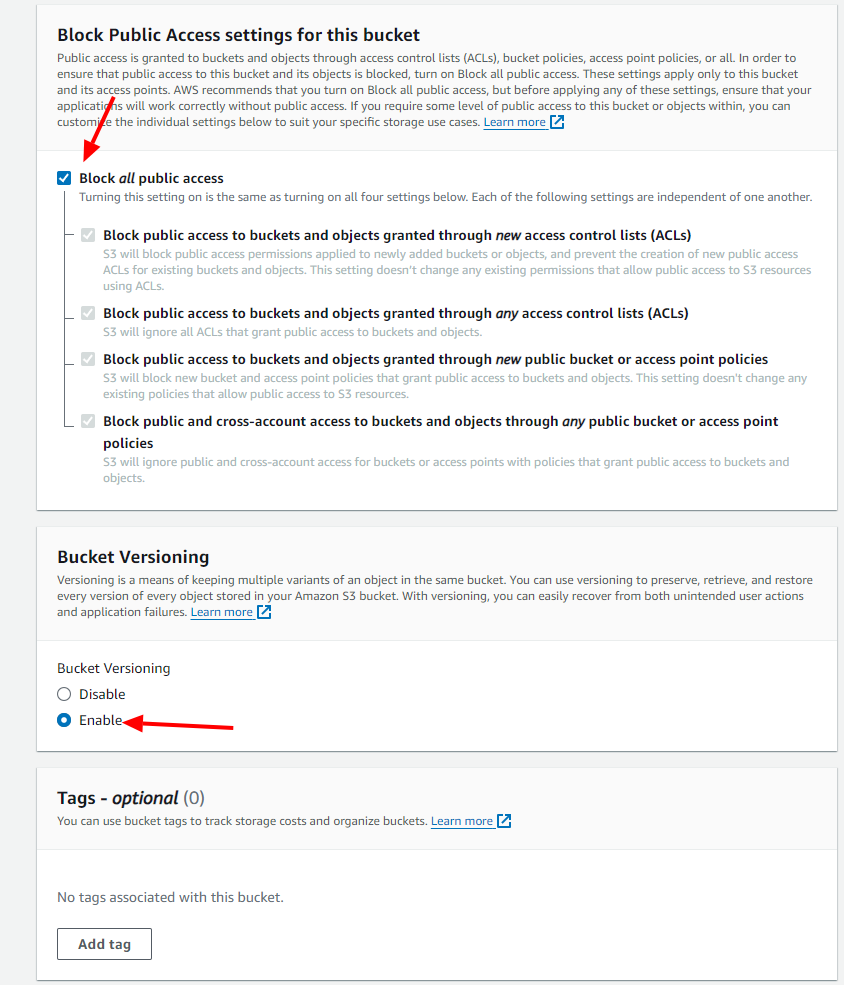 Block Public Access settings for this bucket
Public access is granted to buckets and objects through access control lists (ACLs), bucket policies, access point policies, or all. In order to
ensure that public access to this bucket and its objects is blocked, turn on Block all public access. These settings apply only to this bucket
and its access points. AWS recommends that you turn on Block all public access, but before applying any of these settings, ensure that your
applications will work correctly without public access. If you require some level of public access to this bucket or objects within, you can
customize the individual settings below to suit your specific storage use cases. Learn more
Block all public access
Turning this setting on is the same as turning on all four settings below. Each of the following settings are independent of one another.
Block public access to buckets and objects granted through new access control lists (ACLs)
S3 will block public access permissions applied to newly added buckets or objects, and prevent the creation of new public access
ACLs for existing buckets and objects. This setting doesn't change any existing permissions that allow public access to S3 resources
using ACLs.
Block public access to buckets and objects granted through any access control lists (ACLs)
S3 will ignore all ACLs that grant public access to buckets and objects.
Block public access to buckets and objects granted through new public bucket or access point policies
S3 will block new bucket and access point policies that grant public access to buckets and objects. This setting doesn't change any
existing policies that allow public access to S3 resources.
Block public and cross-account access to buckets and objects through any public bucket or access point
policies
S3 will ignore public and cross-account access for buckets or access points with policies that grant public access to buckets and
objects.
Bucket Versioning
Versioning is a means of keeping multiple variants of an object in the same bucket. You can use versioning to preserve, retrieve, and restore
every version of every object stored in your Amazon S3 bucket. With versioning, you can easily recover from both unintended user actions
and application failures. Learn more
Bucket Versioning
Disable
Enable
Tags - optional (0)
You can use bucket tags to track storage costs and organize buckets. Learn more
No tags associated with this bucket.
Add tag